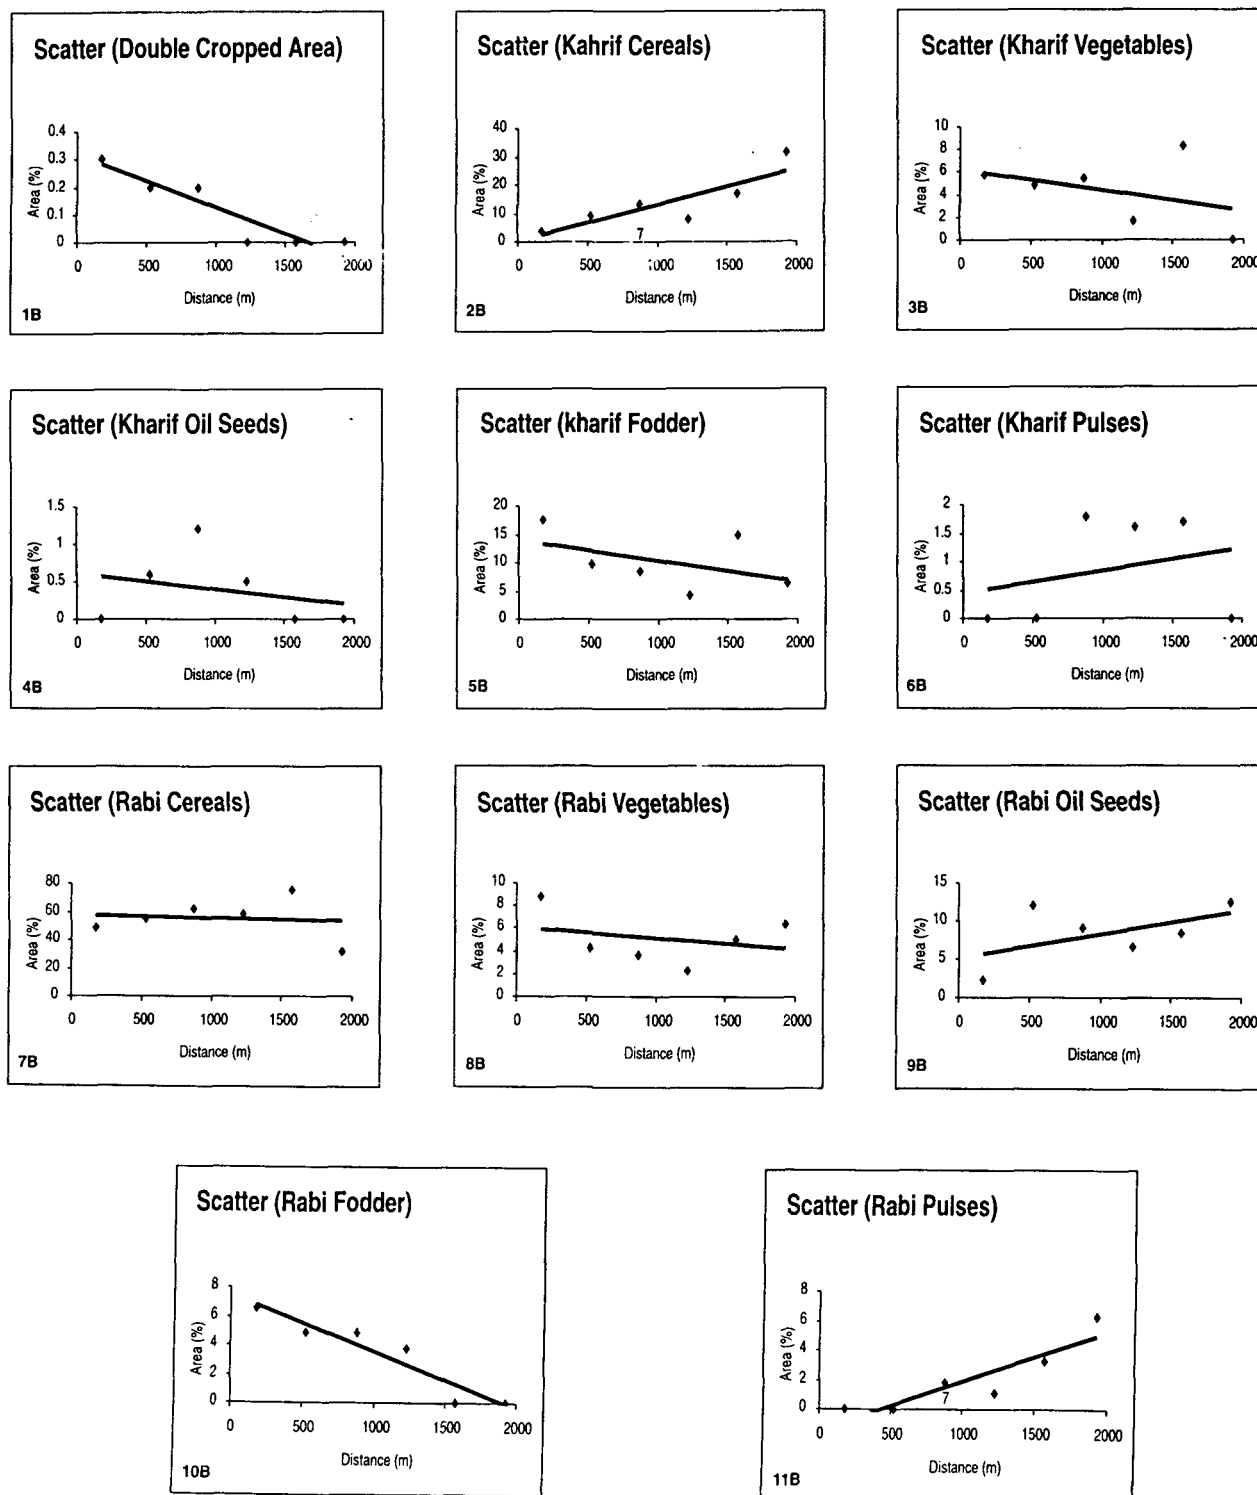 Scatter (Double Cropped Area)
0.4
0.3
0.2
0.1
0
Area (%)
0 500 1000 1500 2000
Distance (m)
1B
Scatter (Kahrif Cereals)
40
30
20
10
0
Area (%)
7
0 500 1000 1500 2000
Distance (m)
2B
Scatter (Kharif Vegetables)
10
8
6
4
2
0
Area (%)
0 500 1000 1500 2000
Distance (m)
3B
Scatter (Kharif Oil Seeds)
1.5
1
0.5
0
Area (%)
0 500 1000 1500 2000
Distance (m)
4B
Scatter (kharif Fodder)
20
15
10
5
0
Area (%)
0 500 1000 1500 2000
Distance (m)
5B
Scatter (Kharif Pulses)
2
1.5
1
0.5
0
Area (%)
0 500 1000 1500 2000
Distance (m)
6B
Scatter (Rabi Cereals)
80
60
40
20
0
Area (%)
0 500 1000 1500 2000
Distance (m)
7B
Scatter (Rabi Vegetables)
10
8
6
4
2
0
Area (%)
0 500 1000 1500 2000
Distance (m)
8B
Scatter (Rabi Oil Seeds)
15
10
5
0
Area (%)
0 500 1000 1500 2000
Distance (m)
9B
Scatter (Rabi Fodder)
8
6
4
2
0
Area (%)
0 500 1000 1500 2000
Distance (m)
10B
Scatter (Rabi Pulses)
8
6
4
2
0
Area (%)
7
0 500 1000 1500 2000
Distance (m)
11B